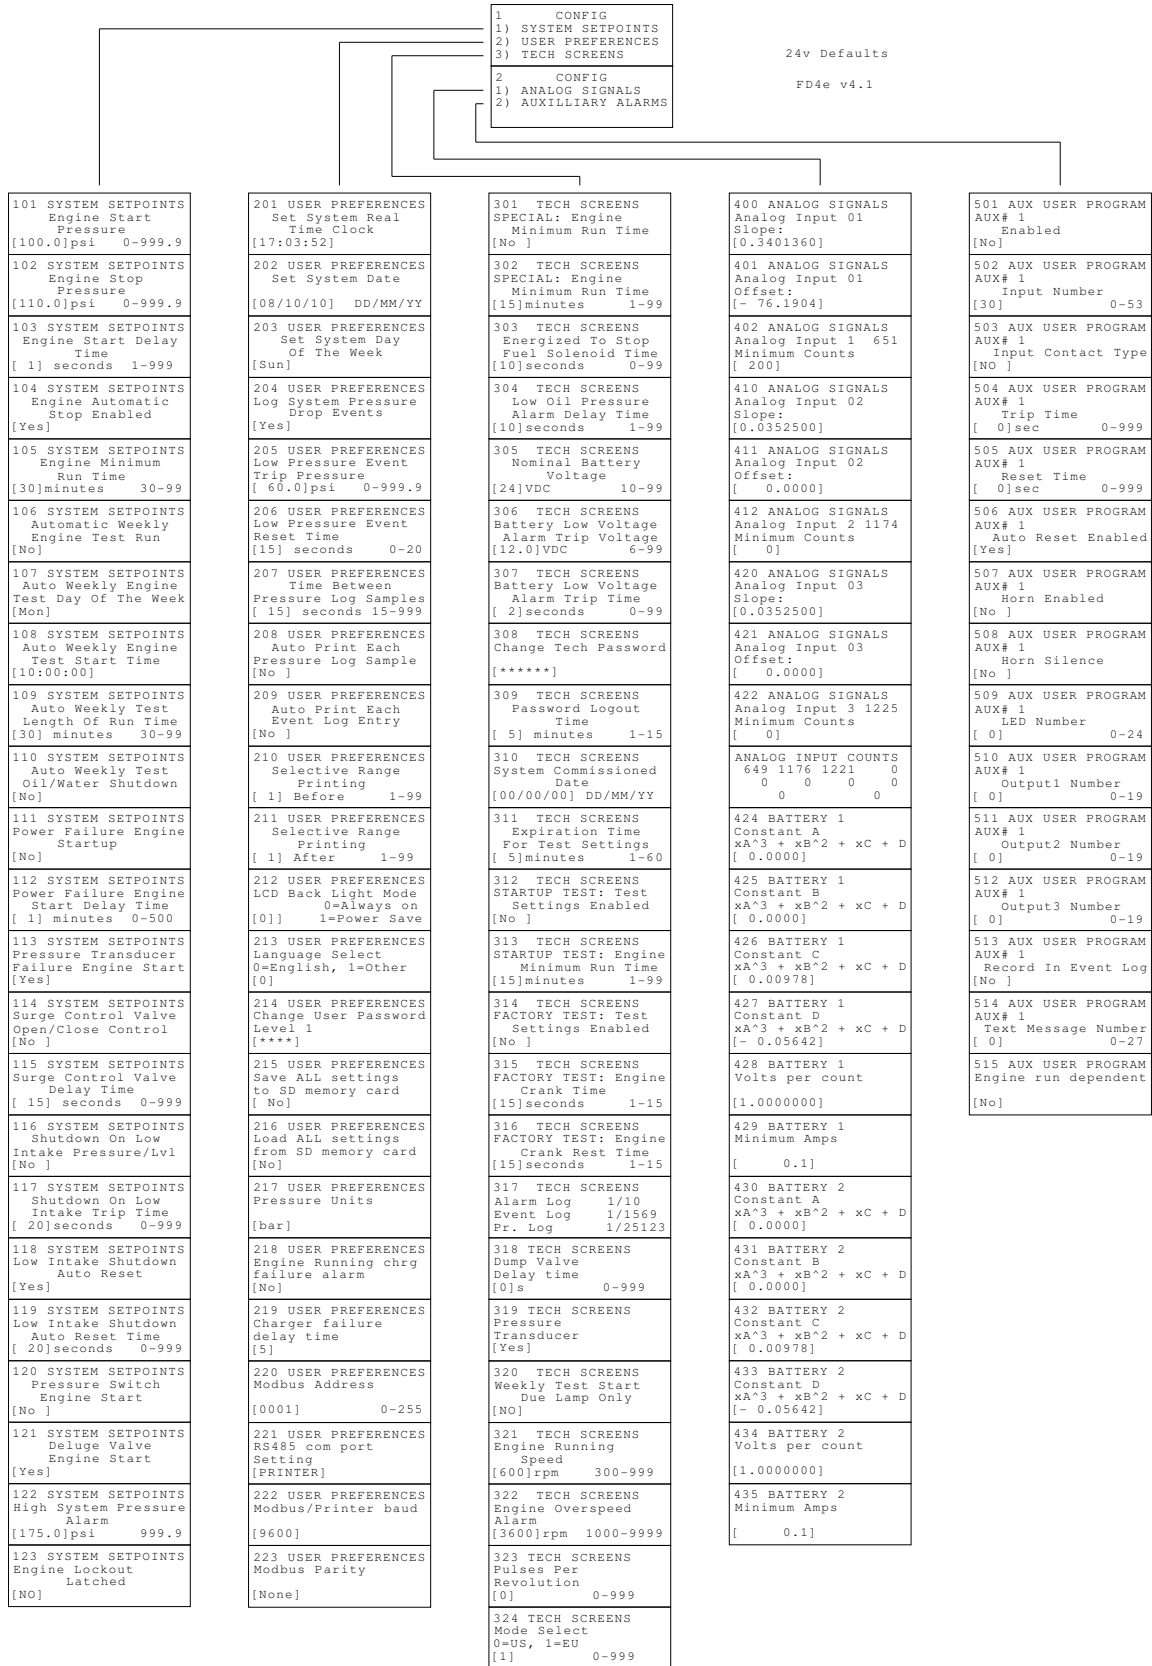 1 CONFIG
1) SYSTEM SETPOINTS
2) USER PREFERENCES
3) TECH SCREENS
2 CONFIG
1) ANALOG SIGNALS
2) AUXILLIARY ALARMS
24v Defaults
FD4e v4.1
101 SYSTEM SETPOINTS
Engine Start
Pressure
[100.0]psi 0-999.9
102 SYSTEM SETPOINTS
Engine Stop
Pressure
[110.0]psi 0-999.9
103 SYSTEM SETPOINTS
Engine Start Delay
Time
[ 1] seconds 1-999
104 SYSTEM SETPOINTS
Engine Automatic
Stop Enabled
[Yes]
105 SYSTEM SETPOINTS
Engine Minimum
Run Time
[30]minutes 30-99
106 SYSTEM SETPOINTS
Automatic Weekly
Engine Test Run
[No]
107 SYSTEM SETPOINTS
Auto Weekly Engine
Test Day Of The Week
[Mon]
108 SYSTEM SETPOINTS
Auto Weekly Engine
Test Start Time
[10:00:00]
109 SYSTEM SETPOINTS
Auto Weekly Test
Length Of Run Time
[30] minutes 30-99
110 SYSTEM SETPOINTS
Auto Weekly Test
Oil/Water Shutdown
[No]
111 SYSTEM SETPOINTS
Power Failure Engine
Startup
[No]
112 SYSTEM SETPOINTS
Power Failure Engine
Start Delay Time
[ 1] minutes 0-500
113 SYSTEM SETPOINTS
Pressure Transducer
Failure Engine Start
[Yes]
114 SYSTEM SETPOINTS
Surge Control Valve
Open/Close Control
[No ]
115 SYSTEM SETPOINTS
Surge Control Valve
Delay Time
[ 15] seconds 0-999
116 SYSTEM SETPOINTS
Shutdown On Low
Intake Pressure/Lvl
[No ]
117 SYSTEM SETPOINTS
Shutdown On Low
Intake Trip Time
[ 20]seconds 0-999
118 SYSTEM SETPOINTS
Low Intake Shutdown
Auto Reset
[Yes]
119 SYSTEM SETPOINTS
Low Intake Shutdown
Auto Reset Time
[ 20]seconds 0-999
120 SYSTEM SETPOINTS
Pressure Switch
Engine Start
[No ]
121 SYSTEM SETPOINTS
Deluge Valve
Engine Start
[Yes]
122 SYSTEM SETPOINTS
High System Pressure
Alarm
[175.0]psi 999.9
123 SYSTEM SETPOINTS
Engine Lockout
Latched
[NO]
201 USER PREFERENCES
Set System Real
Time Clock
[17:03:52]
202 USER PREFERENCES
Set System Date
[08/10/10] DD/MM/YY
203 USER PREFERENCES
Set System Day
Of The Week
[Sun]
204 USER PREFERENCES
Log System Pressure
Drop Events
[Yes]
205 USER PREFERENCES
Low Pressure Event
Trip Pressure
[ 60.0]psi 0-999.9
206 USER PREFERENCES
Low Pressure Event
Reset Time
[15] seconds 0-20
207 USER PREFERENCES
Time Between
Pressure Log Samples
[ 15] seconds 15-999
208 USER PREFERENCES
Auto Print Each
Pressure Log Sample
[No ]
209 USER PREFERENCES
Auto Print Each
Event Log Entry
[No ]
210 USER PREFERENCES
Selective Range
Printing
[ 1] Before 1-99
211 USER PREFERENCES
Selective Range
Printing
[ 1] After 1-99
212 USER PREFERENCES
LCD Back Light Mode
0=Always on
[0]] 1=Power Save
213 USER PREFERENCES
Language Select
0=English, 1=Other
[0]
214 USER PREFERENCES
Change User Password
Level 1
[****]
215 USER PREFERENCES
Save ALL settings
to SD memory card
[ No]
216 USER PREFERENCES
Load ALL settings
from SD memory card
[No]
217 USER PREFERENCES
Pressure Units
[bar]
218 USER PREFERENCES
Engine Running chrg
failure alarm
[No]
219 USER PREFERENCES
Charger failure
delay time
[5]
220 USER PREFERENCES
Modbus Address
[0001] 0-255
221 USER PREFERENCES
RS485 com port
Setting
[PRINTER]
222 USER PREFERENCES
Modbus/Printer baud
[9600]
223 USER PREFERENCES
Modbus Parity
[None]
301 TECH SCREENS
SPECIAL: Engine
Minimum Run Time
[No ]
302 TECH SCREENS
SPECIAL: Engine
Minimum Run Time
[15]minutes 1-99
303 TECH SCREENS
Energized To Stop
Fuel Solenoid Time
[10]seconds 0-99
304 TECH SCREENS
Low Oil Pressure
Alarm Delay Time
[10]seconds 1-99
305 TECH SCREENS
Nominal Battery
Voltage
[24]VDC 10-99
306 TECH SCREENS
Battery Low Voltage
Alarm Trip Voltage
[12.0]VDC 6-99
307 TECH SCREENS
Battery Low Voltage
Alarm Trip Time
[ 2]seconds 0-99
308 TECH SCREENS
Change Tech Password
[******]
309 TECH SCREENS
Password Logout
Time
[ 5] minutes 1-15
310 TECH SCREENS
System Commissioned
Date
[00/00/00] DD/MM/YY
311 TECH SCREENS
Expiration Time
For Test Settings
[ 5]minutes 1-60
312 TECH SCREENS
STARTUP TEST: Test
Settings Enabled
[No ]
313 TECH SCREENS
STARTUP TEST: Engine
Minimum Run Time
[15]minutes 1-99
314 TECH SCREENS
FACTORY TEST: Test
Settings Enabled
[No ]
315 TECH SCREENS
FACTORY TEST: Engine
Crank Time
[15]seconds 1-15
316 TECH SCREENS
FACTORY TEST: Engine
Crank Rest Time
[15]seconds 1-15
317 TECH SCREENS
Alarm Log 1/10
Event Log 1/1569
Pr. Log 1/25123
318 TECH SCREENS
Dump Valve
Delay time
[0]s 0-999
319 TECH SCREENS
Pressure
Transducer
[Yes]
320 TECH SCREENS
Weekly Test Start
Due Lamp Only
[NO]
321 TECH SCREENS
Engine Running
Speed
[600]rpm 300-999
322 TECH SCREENS
Engine Overspeed
Alarm
[3600]rpm 1000-9999
323 TECH SCREENS
Pulses Per
Revolution
[0] 0-999
324 TECH SCREENS
Mode Select
0=US, 1=EU
[1] 0-999
400 ANALOG SIGNALS
Analog Input 01
Slope:
[0.3401360]
401 ANALOG SIGNALS
Analog Input 01
Offset:
[- 76.1904]
402 ANALOG SIGNALS
Analog Input 1 651
Minimum Counts
[ 200]
410 ANALOG SIGNALS
Analog Input 02
Slope:
[0.0352500]
411 ANALOG SIGNALS
Analog Input 02
Offset:
[ 0.0000]
412 ANALOG SIGNALS
Analog Input 2 1174
Minimum Counts
[ 0]
420 ANALOG SIGNALS
Analog Input 03
Slope:
[0.0352500]
421 ANALOG SIGNALS
Analog Input 03
Offset:
[ 0.0000]
422 ANALOG SIGNALS
Analog Input 3 1225
Minimum Counts
[ 0]
ANALOG INPUT COUNTS
649 1176 1221 0
0 0 0 0
0 0
424 BATTERY 1
Constant A
xA^3 + xB^2 + xC + D
[ 0.0000]
425 BATTERY 1
Constant B
xA^3 + xB^2 + xC + D
[ 0.0000]
426 BATTERY 1
Constant C
xA^3 + xB^2 + xC + D
[ 0.00978]
427 BATTERY 1
Constant D
xA^3 + xB^2 + xC + D
[- 0.05642]
428 BATTERY 1
Volts per count
[1.0000000]
429 BATTERY 1
Minimum Amps
[ 0.1]
430 BATTERY 2
Constant A
xA^3 + xB^2 + xC + D
[ 0.0000]
431 BATTERY 2
Constant B
xA^3 + xB^2 + xC + D
[ 0.0000]
432 BATTERY 2
Constant C
xA^3 + xB^2 + xC + D
[ 0.00978]
433 BATTERY 2
Constant D
xA^3 + xB^2 + xC + D
[- 0.05642]
434 BATTERY 2
Volts per count
[1.0000000]
435 BATTERY 2
Minimum Amps
[ 0.1]
501 AUX USER PROGRAM
AUX# 1
Enabled
[No]
502 AUX USER PROGRAM
AUX# 1
Input Number
[30] 0-53
503 AUX USER PROGRAM
AUX# 1
Input Contact Type
[NO ]
504 AUX USER PROGRAM
AUX# 1
Trip Time
[ 0]sec 0-999
505 AUX USER PROGRAM
AUX# 1
Reset Time
[ 0]sec 0-999
506 AUX USER PROGRAM
AUX# 1
Auto Reset Enabled
[Yes]
507 AUX USER PROGRAM
AUX# 1
Horn Enabled
[No ]
508 AUX USER PROGRAM
AUX# 1
Horn Silence
[No ]
509 AUX USER PROGRAM
AUX# 1
LED Number
[ 0] 0-24
510 AUX USER PROGRAM
AUX# 1
Output1 Number
[ 0] 0-19
511 AUX USER PROGRAM
AUX# 1
Output2 Number
[ 0] 0-19
512 AUX USER PROGRAM
AUX# 1
Output3 Number
[ 0] 0-19
513 AUX USER PROGRAM
AUX# 1
Record In Event Log
[No ]
514 AUX USER PROGRAM
AUX# 1
Text Message Number
[ 0] 0-27
515 AUX USER PROGRAM
Engine run dependent
[No]